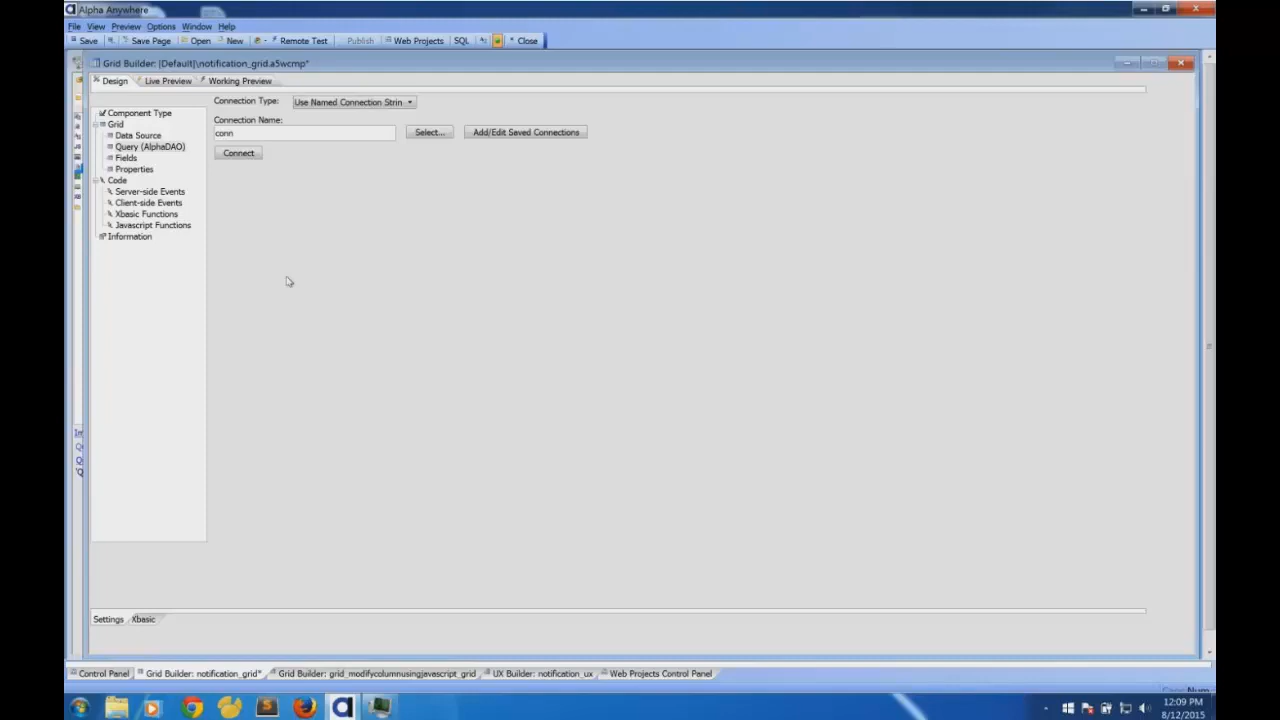 Alpha Anywhere
File View Preview Options Window Help
Save Save Page Open New Remote Test Publish Web Projects SQL Close
Grid Builder: |Default|\notification_grid.a5wcmp*
Design Live Preview Working Preview
Connection Type: Use Named Connection Strin
Component Type
Grid
Data Source
Query (AlphaDAO)
Fields
Properties
Code
Server-side Events
Client-side Events
Xbasic Functions
Javascript Functions
Information
Connection Name:
conn Select... Add/Edit Saved Connections
Connect
Settings Xbasic
Control Panel Grid Builder: notification_grid* Grid Builder: grid_modifycolumnusingjavascript_grid UX Builder: notification_ux Web Projects Control Panel
Num
12:09 PM
8/12/2015